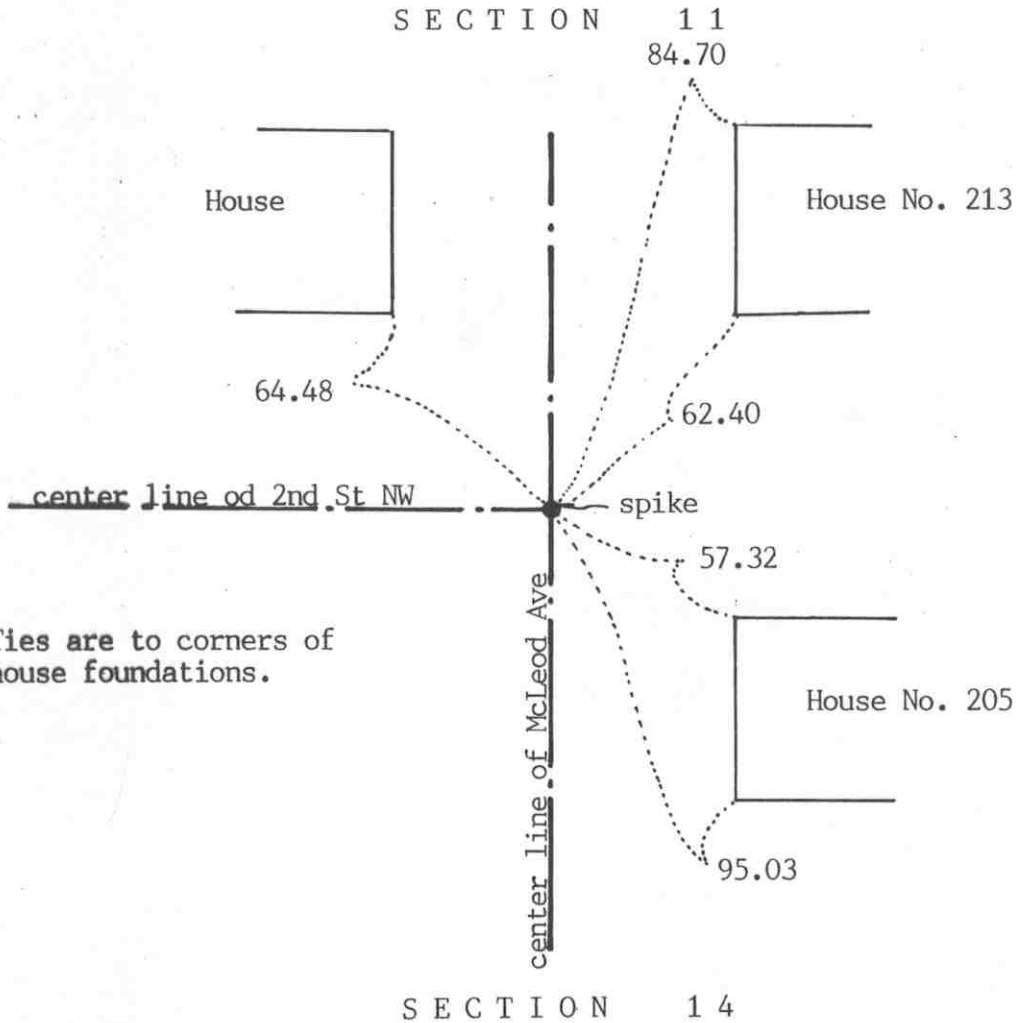 SECTION 11
84.70
House
House No. 213
64.48
62.40
center line od 2nd St NW
spike
57.32
center line of McLeod Ave
Ties are to corners of
house foundations.
House No. 205
95.03
SECTION 14